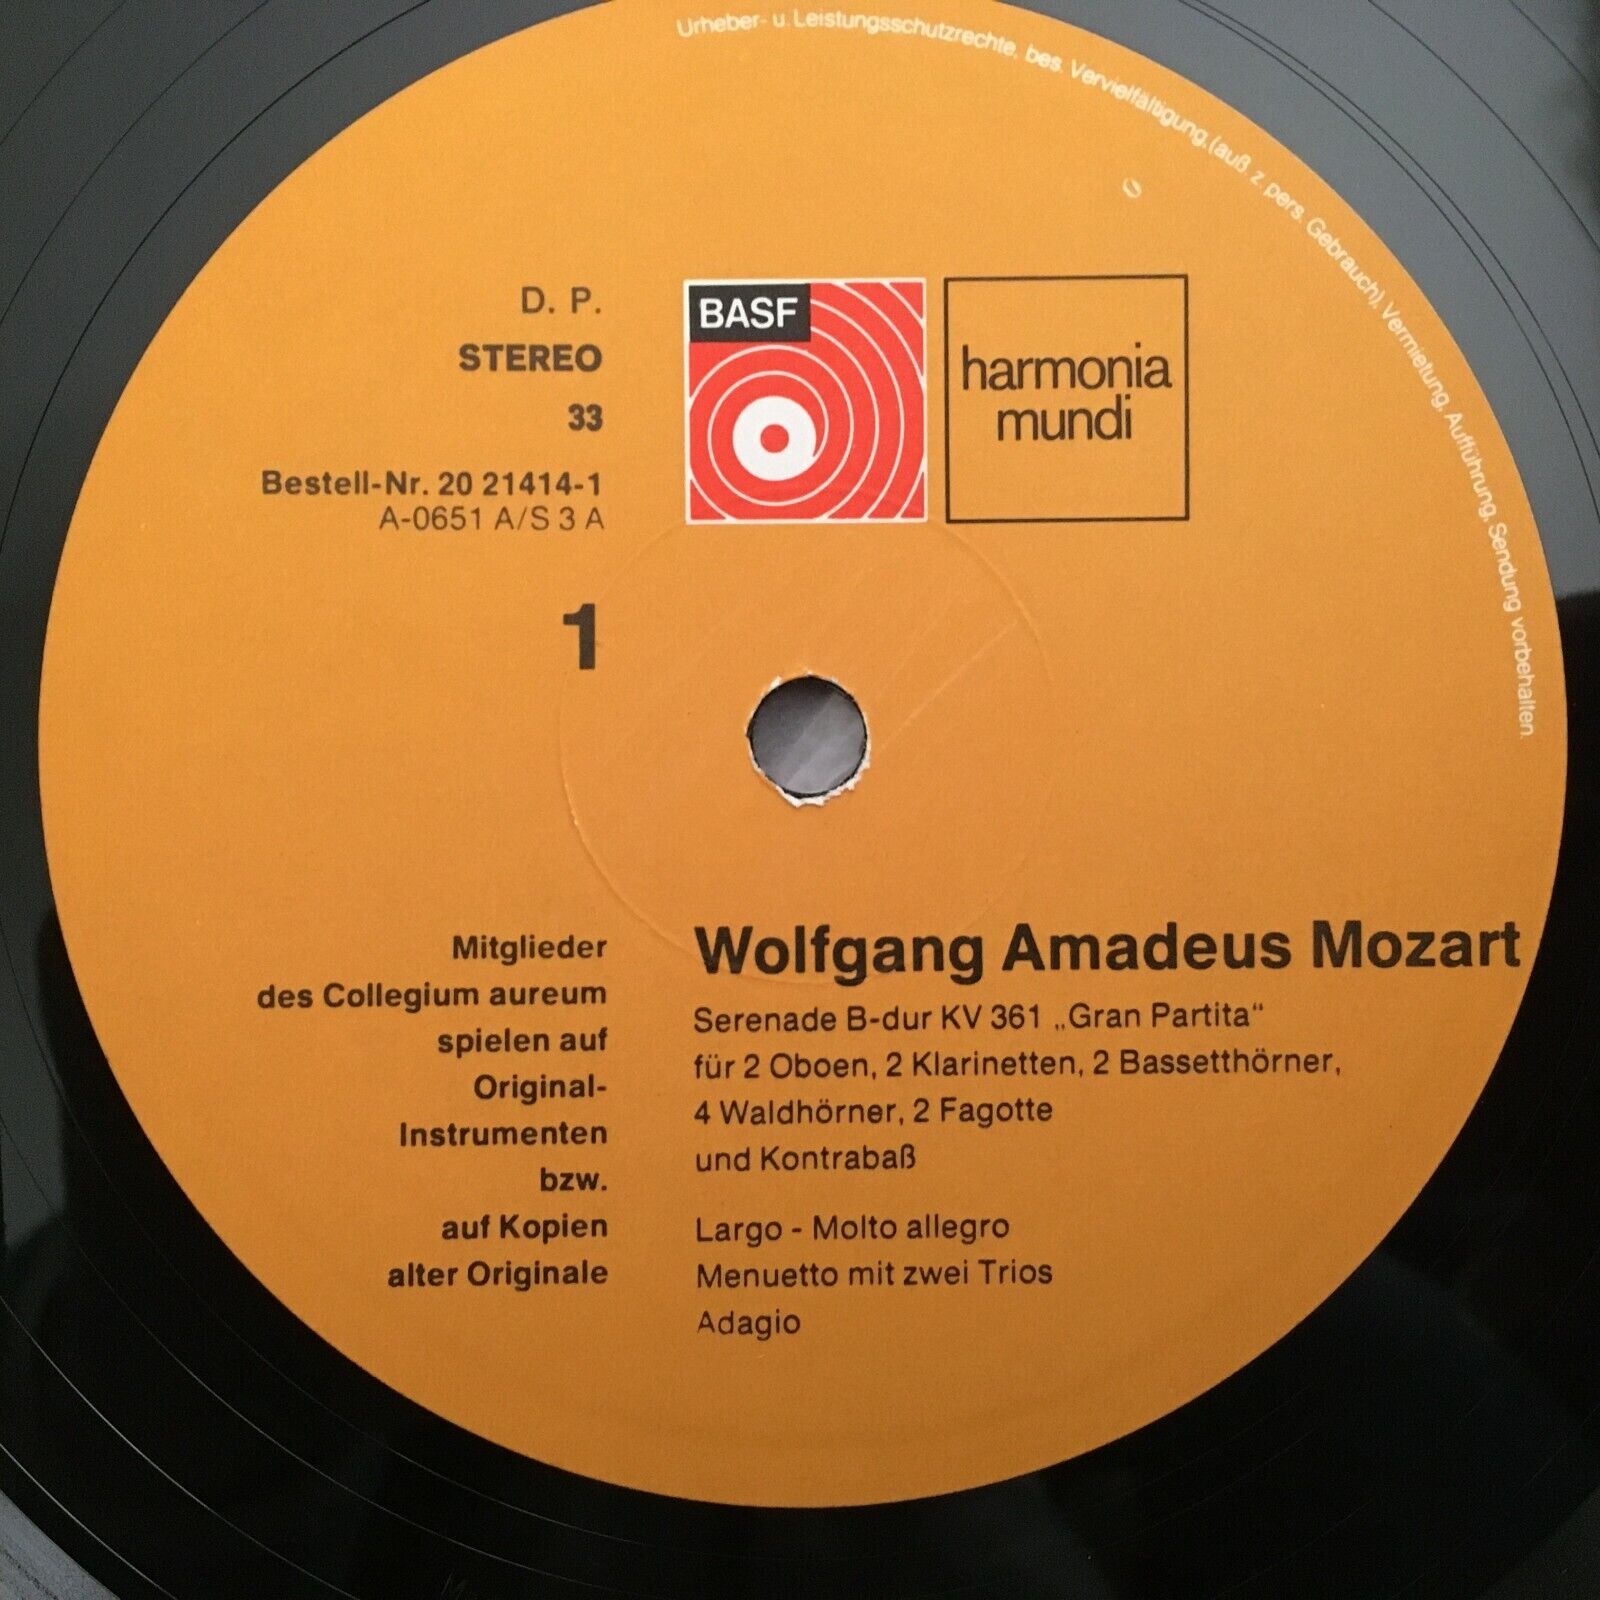 Urheber- u. Leistungsschutzrechte, bes. Vervielfältigung, (auß. z. pers. Gebrauch), Vermietung, Aufführung, Sendung vorbehalten.
D. P.
STEREO
33
Bestell-Nr. 20 21414-1
A-0651 A/S 3 A
BASF
harmonia
mundi
1
Mitglieder
des Collegium aureum
spielen auf
Original-
Instrumenten
bzw.
auf Kopien
alter Originale
Wolfgang Amadeus Mozart
Serenade B-dur KV 361 „Gran Partita“
für 2 Oboen, 2 Klarinetten, 2 Bassetthörner,
4 Waldhörner, 2 Fagotte
und Kontrabaß
Largo - Molto allegro
Menuetto mit zwei Trios
Adagio